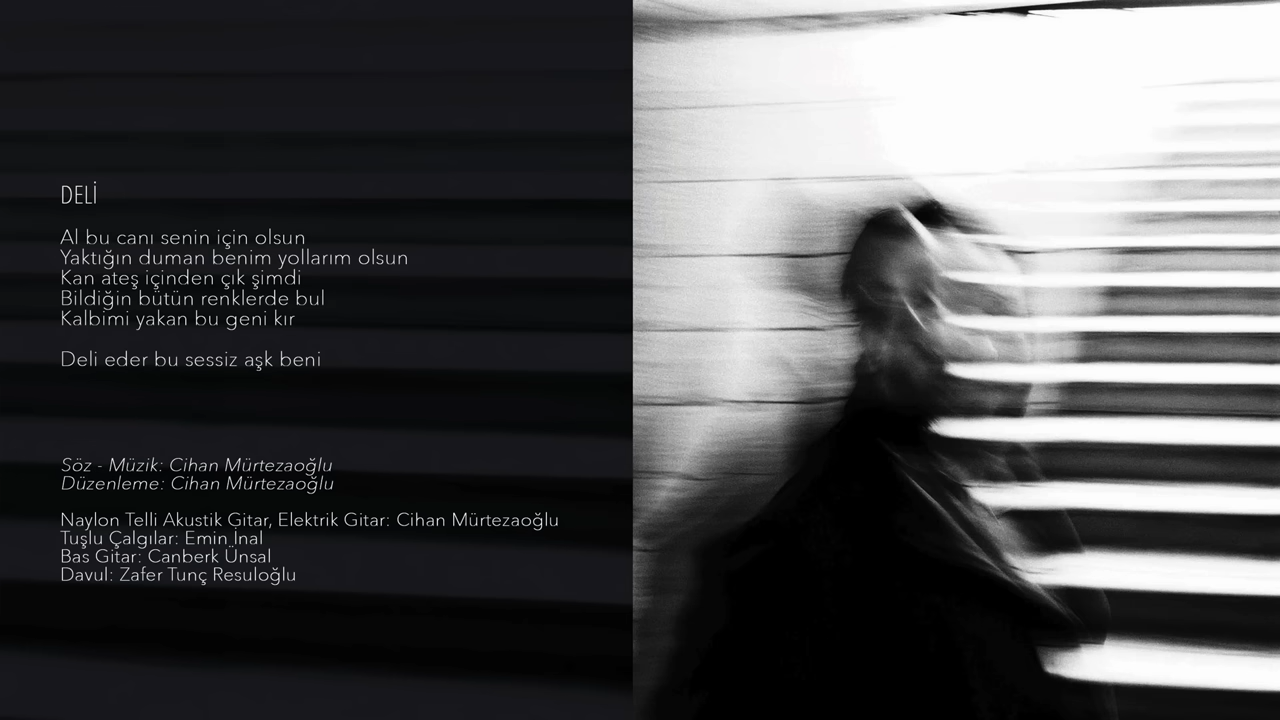 DELİ
Al bu canı senin için olsun
Yaktığın duman benim yollarım olsun
Kan ateş içinden çık şimdi
Bildiğin bütün renklerde bul
Kalbimi yakan bu geni kır
Deli eder bu sessiz aşk beni
Söz - Müzik: Cihan Mürtezaoğlu
Düzenleme: Cihan Mürtezaoğlu
Naylon Telli Akustik Gitar, Elektrik Gitar: Cihan Mürtezaoğlu
Tuşlu Çalgılar: Emin İnal
Bas Gitar: Canberk Ünsal
Davul: Zafer Tunç Resuloğlu